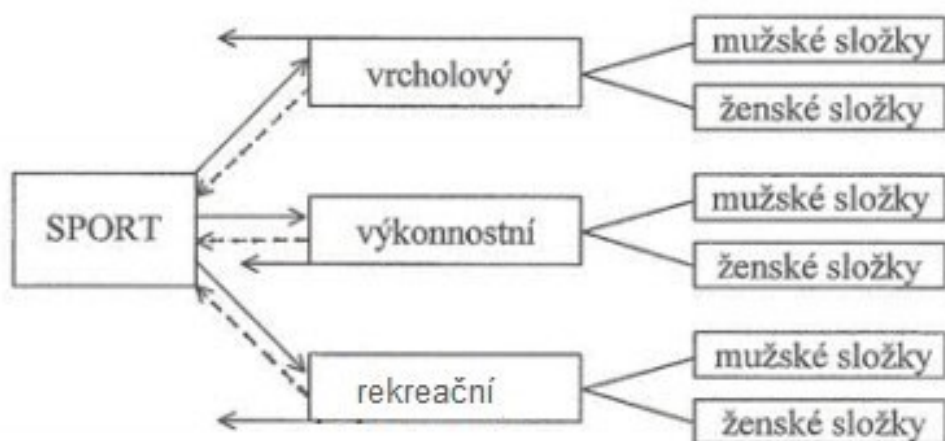 SPORT
vrcholový
mužské složky
ženské složky
výkonnostní
mužské složky
ženské složky
rekreační
mužské složky
ženské složky